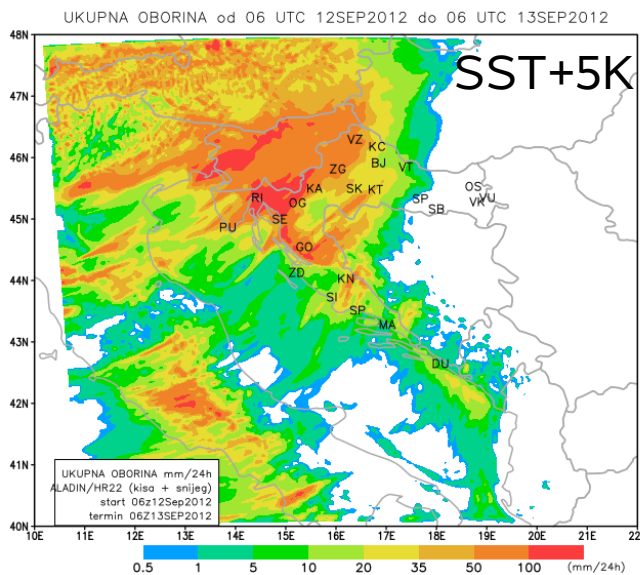 UKUPNA OBORINA od 06 UTC 12SEP2012 do 06 UTC 13SEP2012
48N
SST+5K
47N
VZ
KC
46N
ZG
BJ
VT
KA
SK
KT
OS
RI
OG
SP
VK
VU
SB
45N
PU
SE
GO
44N
ZD
KN
SI
SP
MA
43N
DU
42N
41N
UKUPNA OBORINA mm/24h
ALADIN/HR22 (kisa + snijeg)
start 06z12Sep2012
termin 06Z13SEP2012
40N
10E 11E 12E 13E 14E 15E 16E 17E 18E 19E 20E 21E 22
0.5 1 5 10 20 35 50 100 (mm/24h)